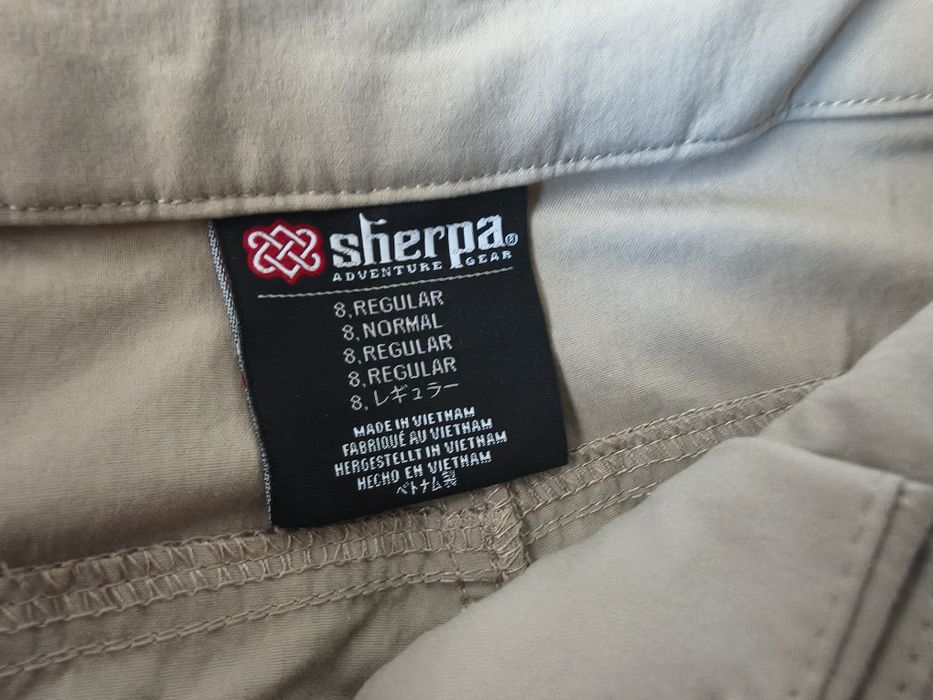 sherpa®
ADVENTURE GEAR
8, REGULAR
8, NORMAL
8, REGULAR
8, REGULAR
8, レギュラー
MADE IN VIETNAM
FABRIQUÉ AU VIETNAM
HERGESTELLT IN VIETNAM
HECHO EN VIETNAM
ベトナム製